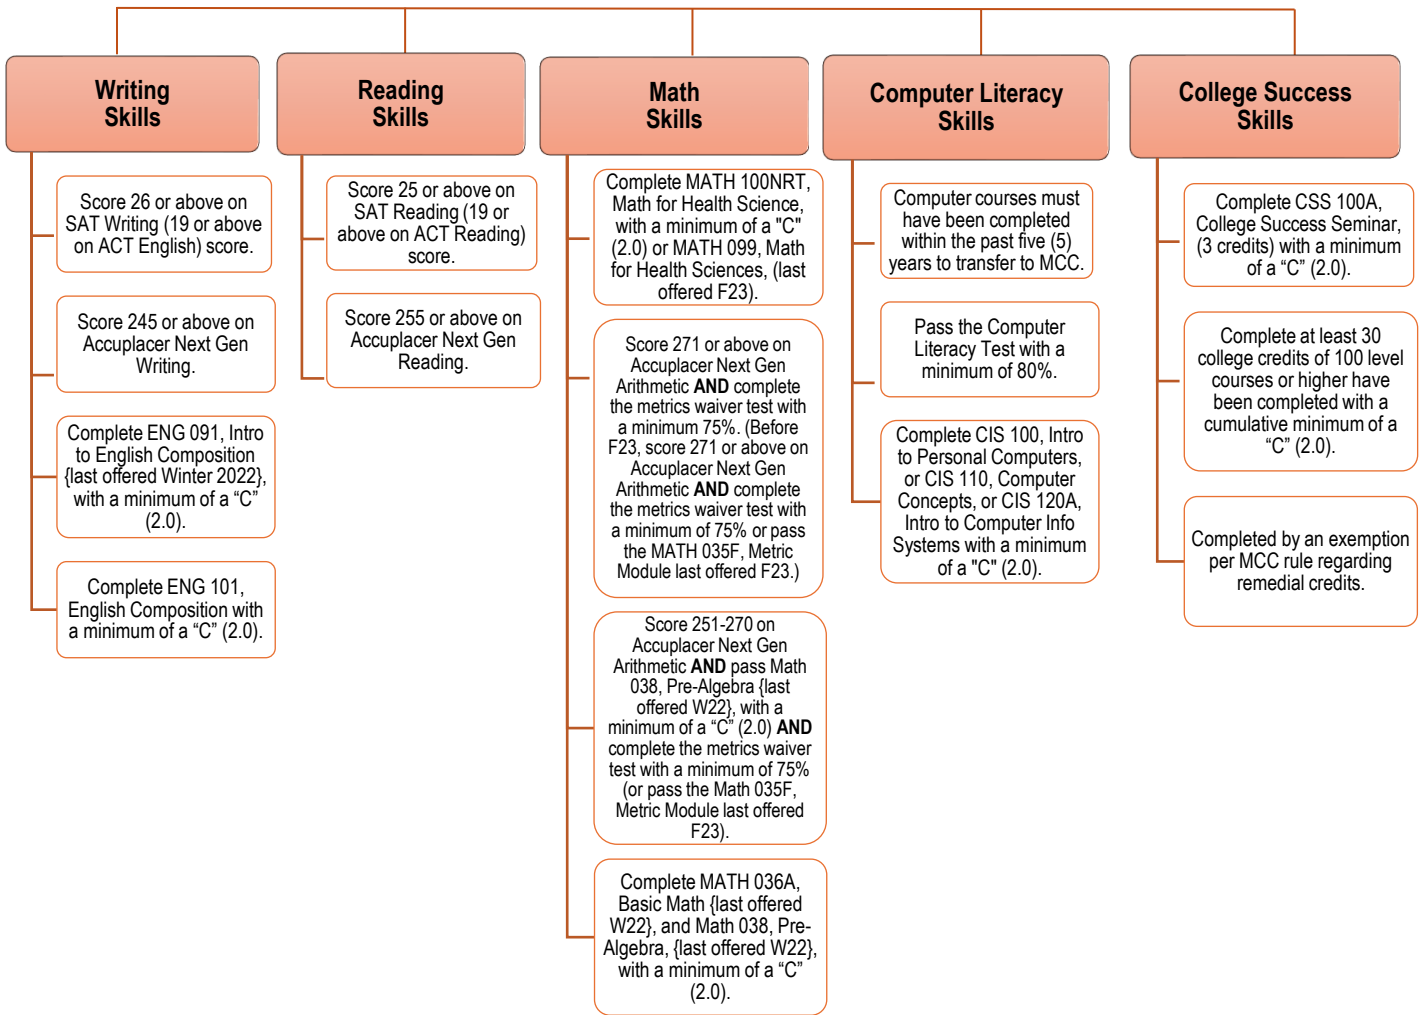 Writing
Skills
Score 26 or above on
SAT Writing (19 or above
on ACT English) score.
Score 245 or above on
Accuplacer Next Gen
Writing.
Complete ENG 091, Intro
to English Composition
{last offered Winter 2022},
with a minimum of a “C”
(2.0).
Complete ENG 101,
English Composition with
a minimum of a “C” (2.0).
Reading
Skills
Score 25 or above on
SAT Reading (19 or
above on ACT Reading)
score.
Score 255 or above on
Accuplacer Next Gen
Reading.
Math
Skills
Complete MATH 100NRT,
Math for Health Science,
with a minimum of a "C"
(2.0) or MATH 099, Math
for Health Sciences, (last
offered F23).
Score 271 or above on
Accuplacer Next Gen
Arithmetic AND complete
the metrics waiver test with
a minimum 75%. (Before
F23, score 271 or above on
Accuplacer Next Gen
Arithmetic AND complete
the metrics waiver test with
a minimum of 75% or pass
the MATH 035F, Metric
Module last offered F23.)
Score 251-270 on
Accuplacer Next Gen
Arithmetic AND pass Math
038, Pre-Algebra {last
offered W22}, with a
minimum of a “C” (2.0) AND
complete the metrics waiver
test with a minimum of 75%
(or pass the Math 035F,
Metric Module last offered
F23).
Complete MATH 036A,
Basic Math {last offered
W22}, and Math 038, Pre-
Algebra, {last offered W22},
with a minimum of a “C”
(2.0).
Computer Literacy
Skills
Computer courses must
have been completed
within the past five (5)
years to transfer to MCC.
Pass the Computer
Literacy Test with a
minimum of 80%.
Complete CIS 100, Intro
to Personal Computers,
or CIS 110, Computer
Concepts, or CIS 120A,
Intro to Computer Info
Systems with a minimum
of a "C" (2.0).
College Success
Skills
Complete CSS 100A,
College Success Seminar,
(3 credits) with a minimum
of a “C” (2.0).
Complete at least 30
college credits of 100 level
courses or higher have
been completed with a
cumulative minimum of a
“C” (2.0).
Completed by an exemption
per MCC rule regarding
remedial credits.